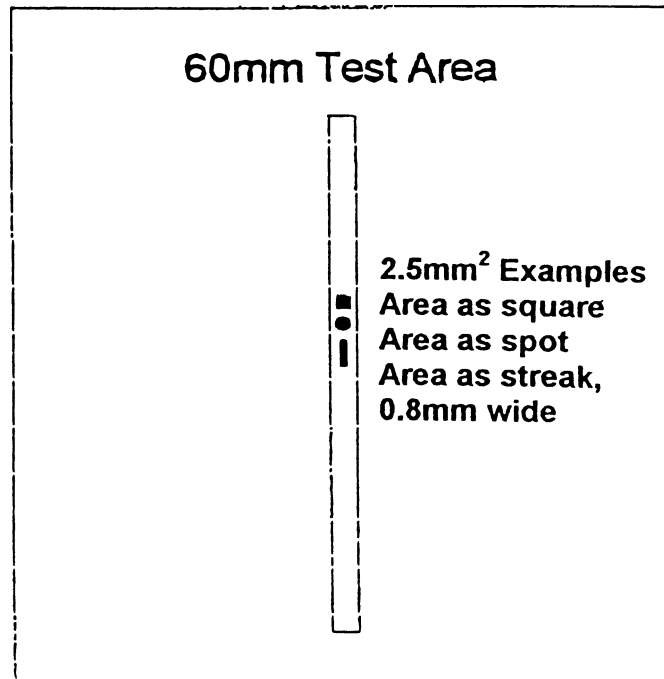 60mm Test Area
2.5mm² Examples
Area as square
Area as spot
Area as streak,
0.8mm wide